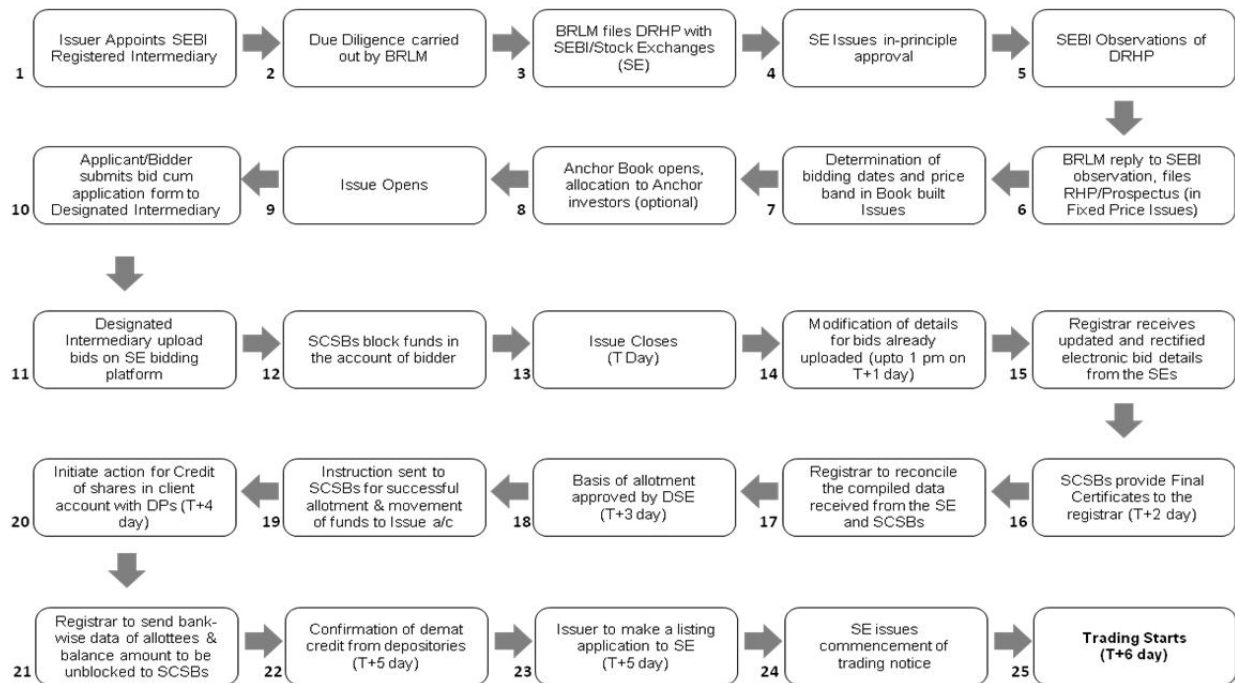 1
Issuer Appoints SEBI
Registered Intermediary
2
Due Diligence carried
out by BRLM
3
BRLM files DRHP with
SEBI/Stock Exchanges
(SE)
4
SE Issues in-principle
approval
5
SEBI Observations of
DRHP
6
BRLM reply to SEBI
observation, files
RHP/Prospectus (in
Fixed Price Issues)
7
Determination of
bidding dates and price
band in Book built
Issues
8
Anchor Book opens,
allocation to Anchor
investors (optional)
9
Issue Opens
10
Applicant/Bidder
submits bid cum
application form to
Designated Intermediary
11
Designated
Intermediary upload
bids on SE bidding
platform
12
SCSBs block funds in
the account of bidder
13
Issue Closes
(T Day)
14
Modification of details
for bids already
uploaded (upto 1 pm on
T+1 day)
15
Registrar receives
updated and rectified
electronic bid details
from the SEs
16
SCSBs provide Final
Certificates to the
registrar (T+2 day)
17
Registrar to reconcile
the compiled data
received from the SE
and SCSBs
18
Basis of allotment
approved by DSE
(T+3 day)
19
Instruction sent to
SCSBs for successful
allotment & movement
of funds to Issue a/c
20
Initiate action for Credit
of shares in client
account with DPs (T+4
day)
21
Registrar to send bank-
wise data of allottees &
balance amount to be
unblocked to SCSBs
22
Confirmation of demat
credit from depositories
(T+5 day)
23
Issuer to make a listing
application to SE
(T+5 day)
24
SE issues
commencement of
trading notice
25
Trading Starts
(T+6 day)